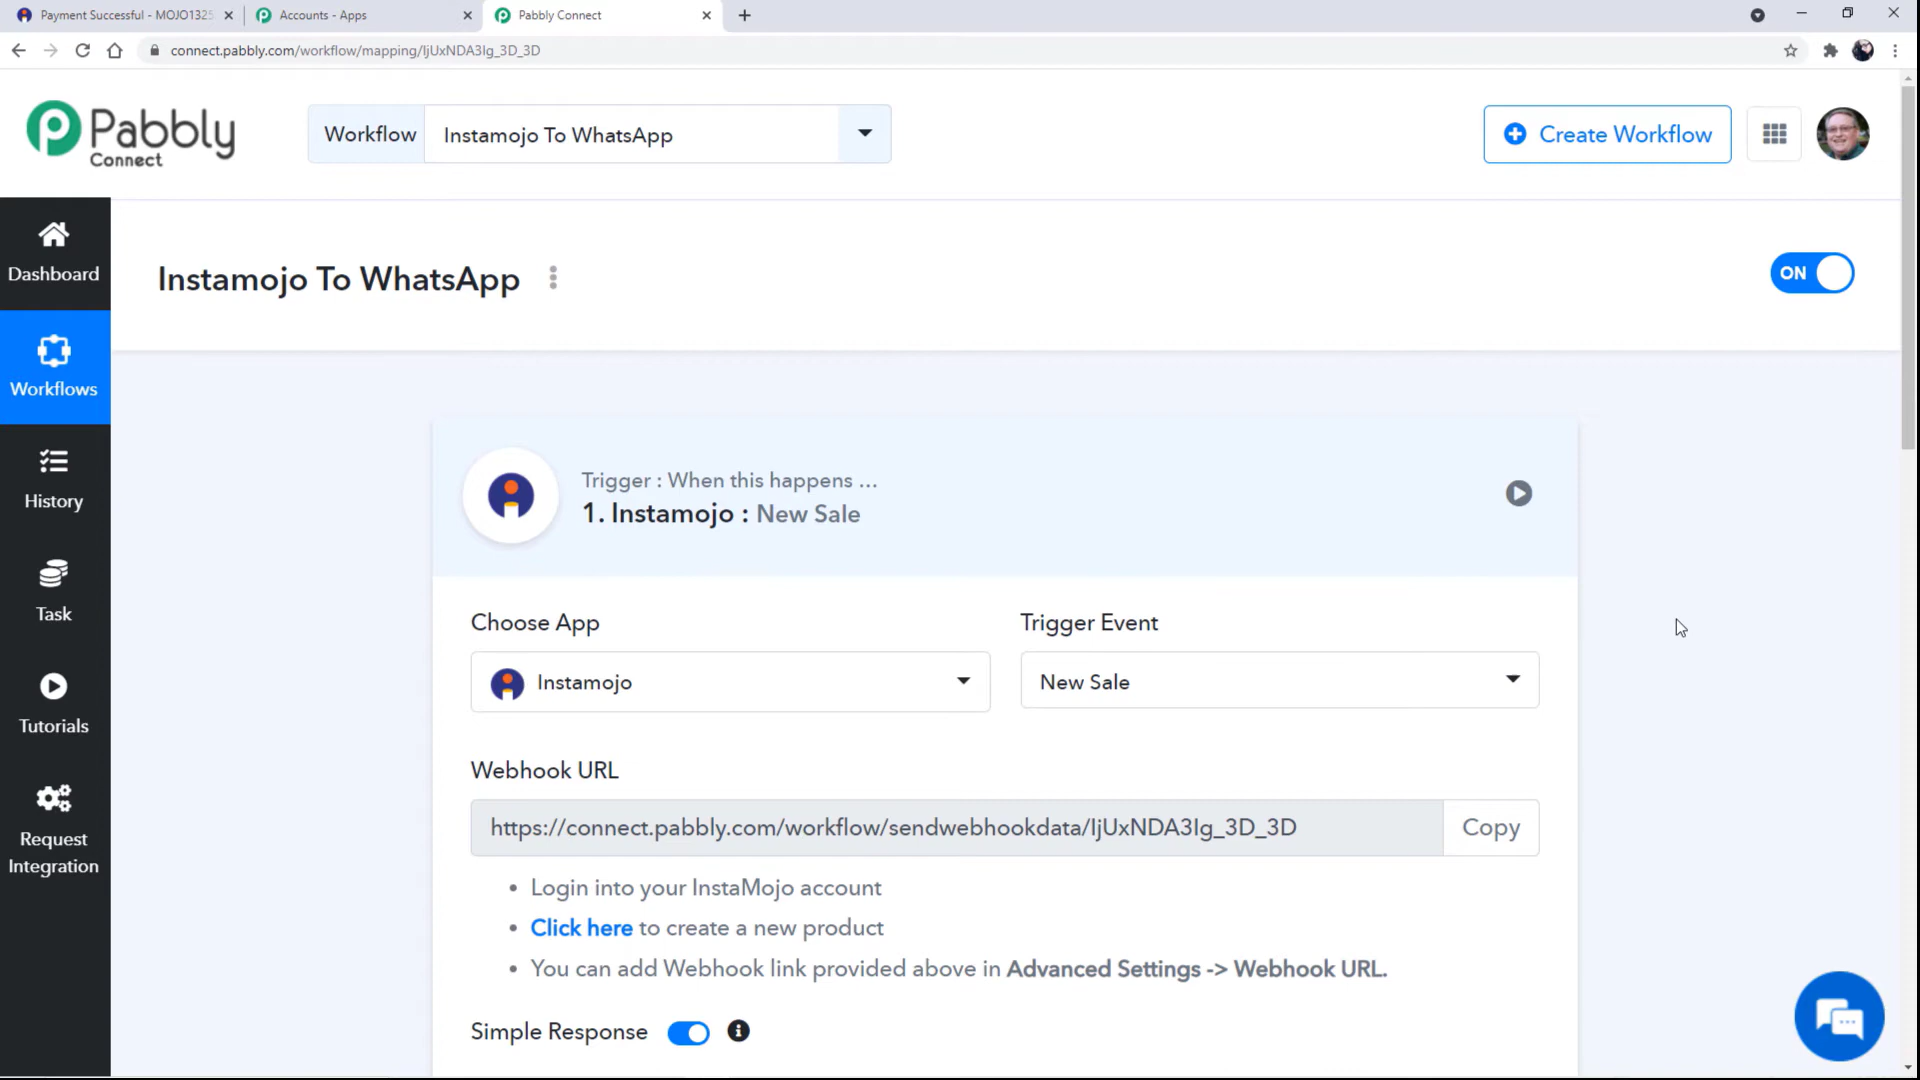 Payment Successful - MOJO1325
Accounts - Apps
Pabbly Connect
connect.pabbly.com/workflow/mapping/IjUxNDA3Ig_3D_3D
Pabbly
Connect
Workflow
Instamojo To WhatsApp
Create Workflow
Dashboard
Workflows
History
Task
Tutorials
Request
Integration
Instamojo To WhatsApp
ON
Trigger : When this happens ...
1. Instamojo : New Sale
Choose App
Trigger Event
Instamojo
New Sale
Webhook URL
https://connect.pabbly.com/workflow/sendwebhookdata/IjUxNDA3Ig_3D_3D
Copy
• Login into your InstaMojo account
• Click here to create a new product
• You can add Webhook link provided above in Advanced Settings -> Webhook URL.
Simple Response